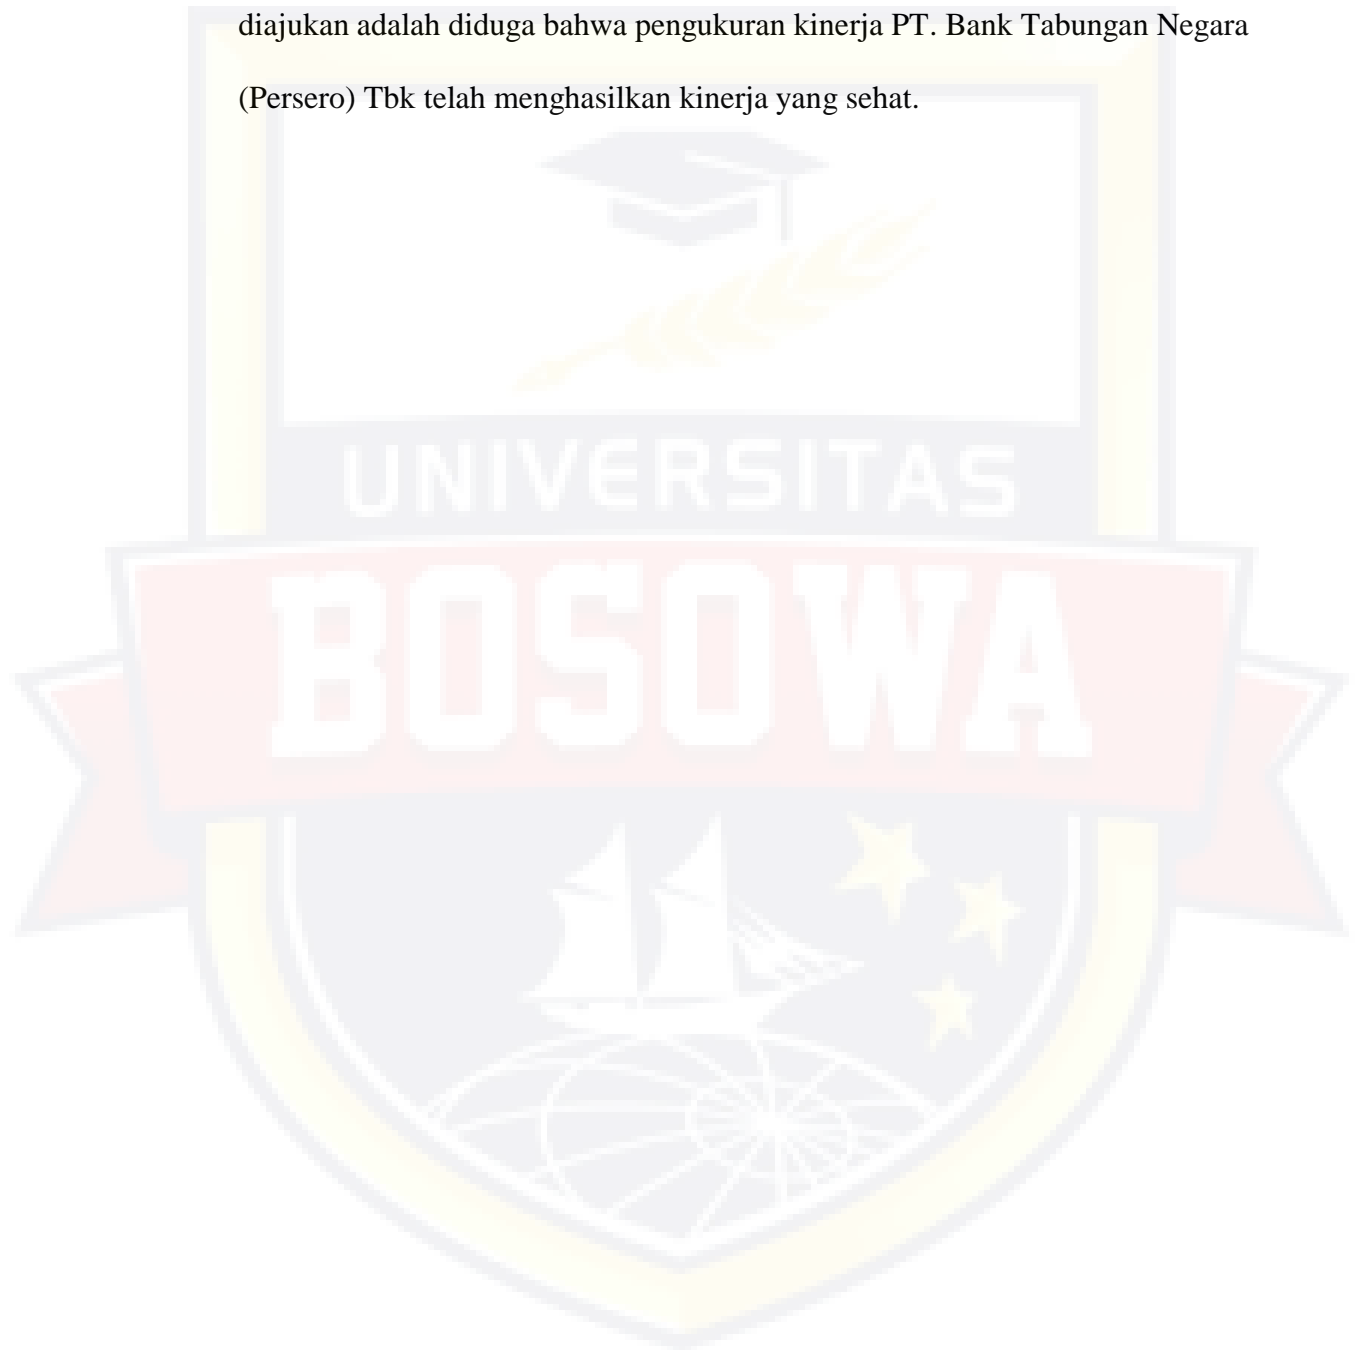 diajukan adalah diduga bahwa pengukuran kinerja PT. Bank Tabungan Negara
(Persero) Tbk telah menghasilkan kinerja yang sehat.
UNIVERSITAS
BOSOWA